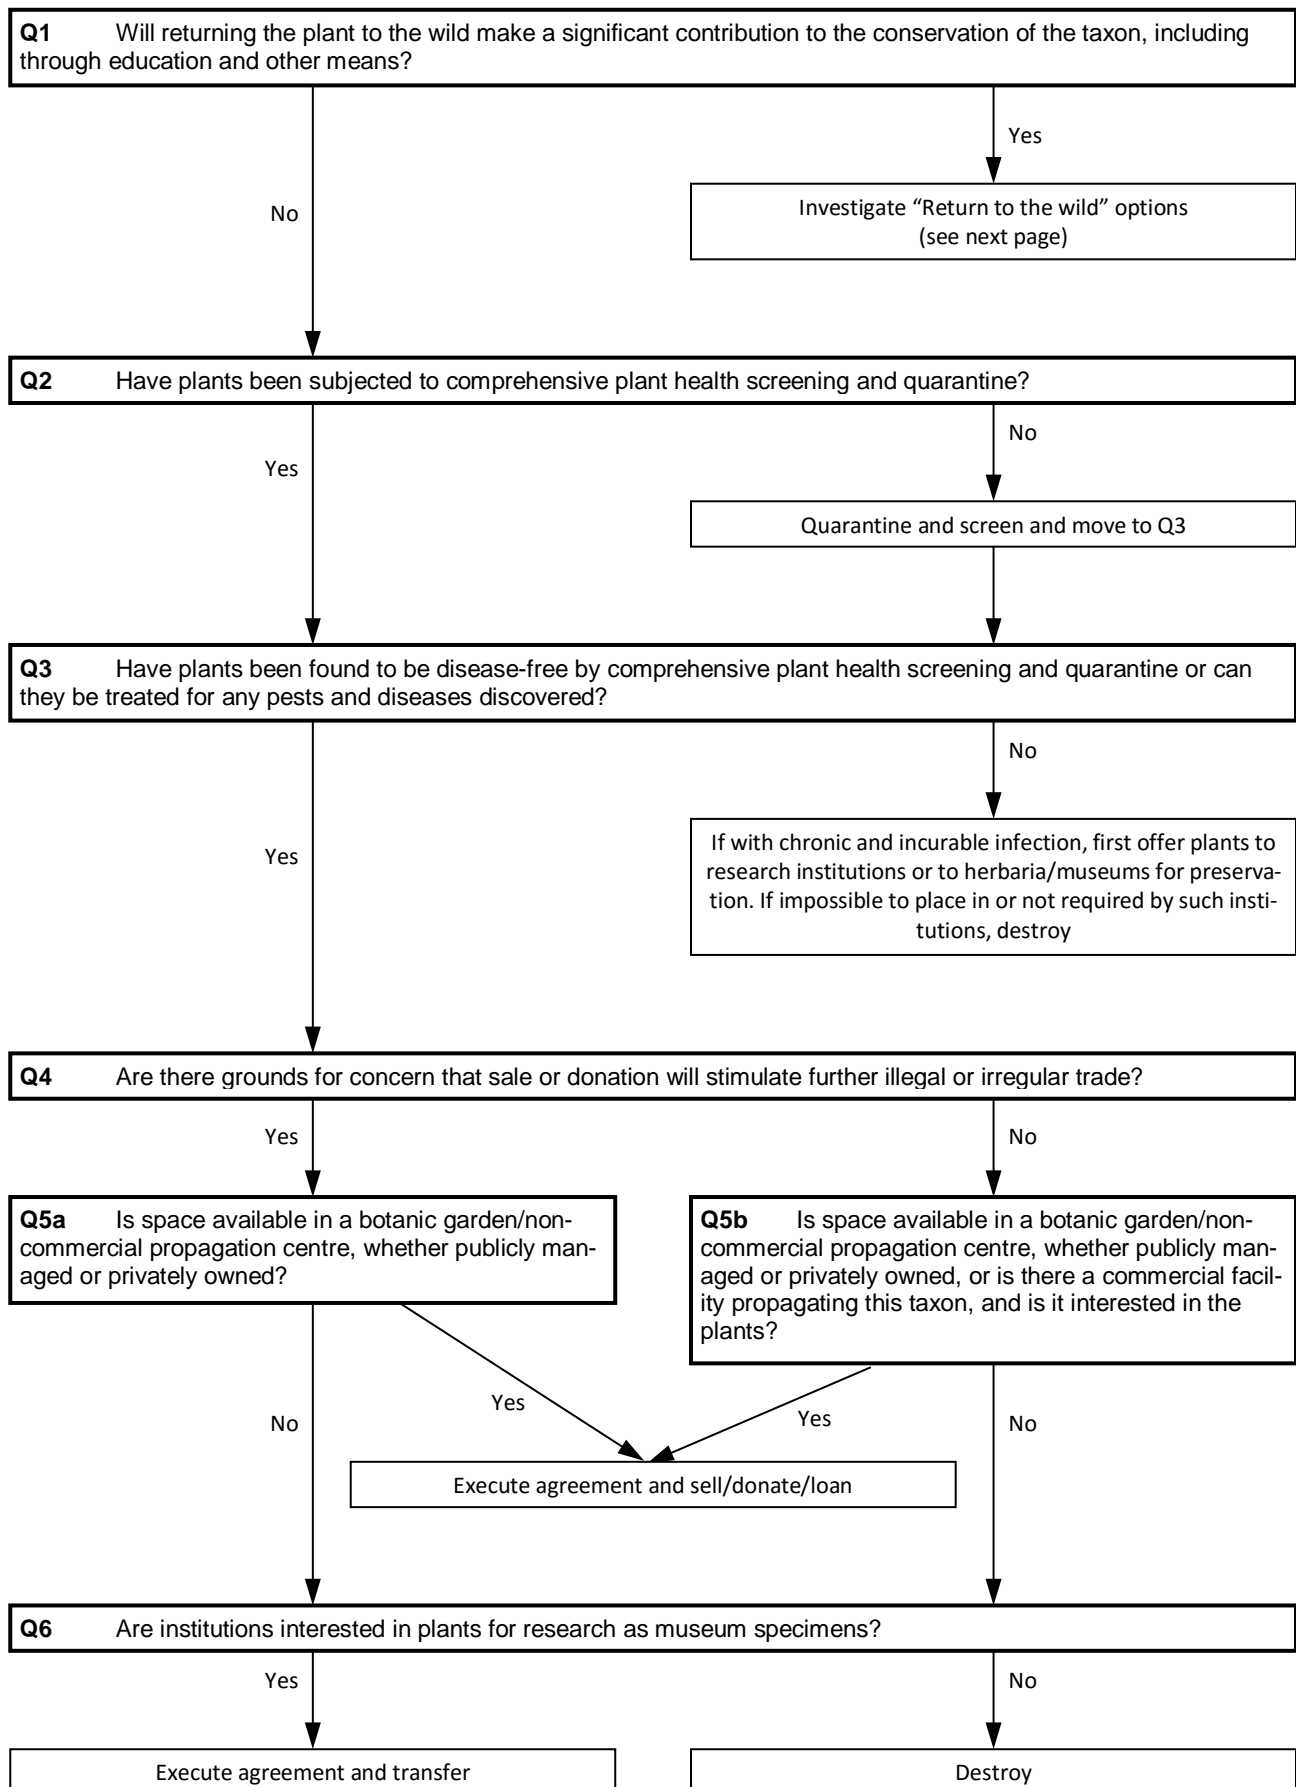 Q1 Will returning the plant to the wild make a significant contribution to the conservation of the taxon, including
through education and other means?
Yes
No
Investigate “Return to the wild” options
(see next page)
Q2 Have plants been subjected to comprehensive plant health screening and quarantine?
No
Yes
Quarantine and screen and move to Q3
Q3 Have plants been found to be disease-free by comprehensive plant health screening and quarantine or can
they be treated for any pests and diseases discovered?
No
Yes
If with chronic and incurable infection, first offer plants to
research institutions or to herbaria/museums for preserva-
tion. If impossible to place in or not required by such insti-
tutions, destroy
Q4 Are there grounds for concern that sale or donation will stimulate further illegal or irregular trade?
Yes
No
Q5a Is space available in a botanic garden/non-
commercial propagation centre, whether publicly man-
aged or privately owned?
Q5b Is space available in a botanic garden/non-
commercial propagation centre, whether publicly man-
aged or privately owned, or is there a commercial facil-
ity propagating this taxon, and is it interested in the
plants?
Yes
Yes
No
No
Execute agreement and sell/donate/loan
Q6 Are institutions interested in plants for research as museum specimens?
Yes
No
Execute agreement and transfer
Destroy